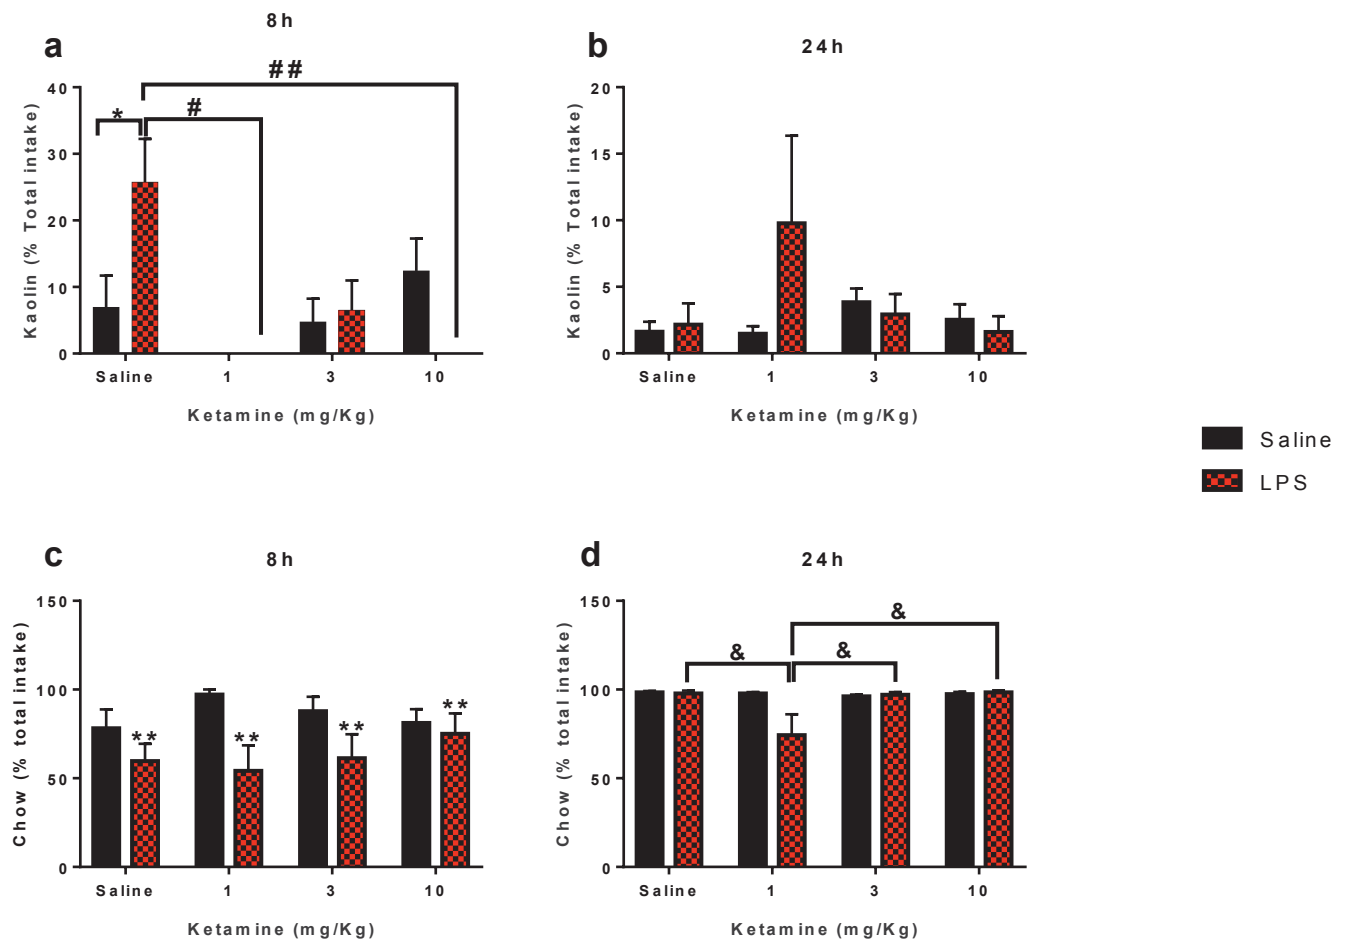 a
8h
##
#
*
Kaolin (% Total intake)
40
30
20
10
0
Saline 1 3 10
Ketamine (mg/Kg)
b
24h
Kaolin (% Total intake)
20
15
10
5
0
Saline 1 3 10
Ketamine (mg/Kg)
Saline
LPS
c
8h
Chow (% total intake)
150
100
50
0
** ** ** **
Saline 1 3 10
Ketamine (mg/Kg)
d
24h
&
& &
Chow (% total intake)
150
100
50
0
Saline 1 3 10
Ketamine (mg/Kg)